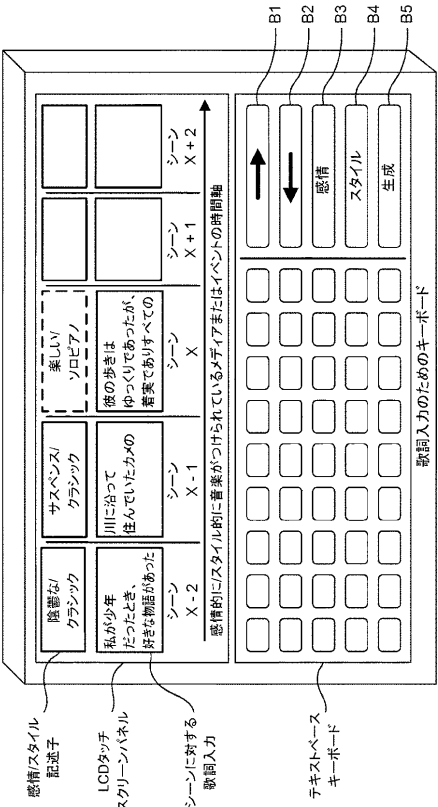 感情/スタイル
記述子
陰鬱な/
クラシック
サスペンス/
クラシック
楽しい/
ソロピアノ
LCDタッチ
スクリーンパネル
私が少年
だったとき、
好きな物語があった
川に沿って
住んでいたカメの
彼の歩きは
ゆっくりであったが、
着実でありすべての
シーンに対する
歌詞入力
シーン
X - 2
シーン
X - 1
シーン
X
シーン
X + 1
シーン
X + 2
感情的に/スタイル的に音楽がつけられているメディアまたはイベントの時間軸
テキストベース
キーボード
B1
B2
感情
B3
スタイル
B4
生成
B5
歌詞入力のためのキーボード